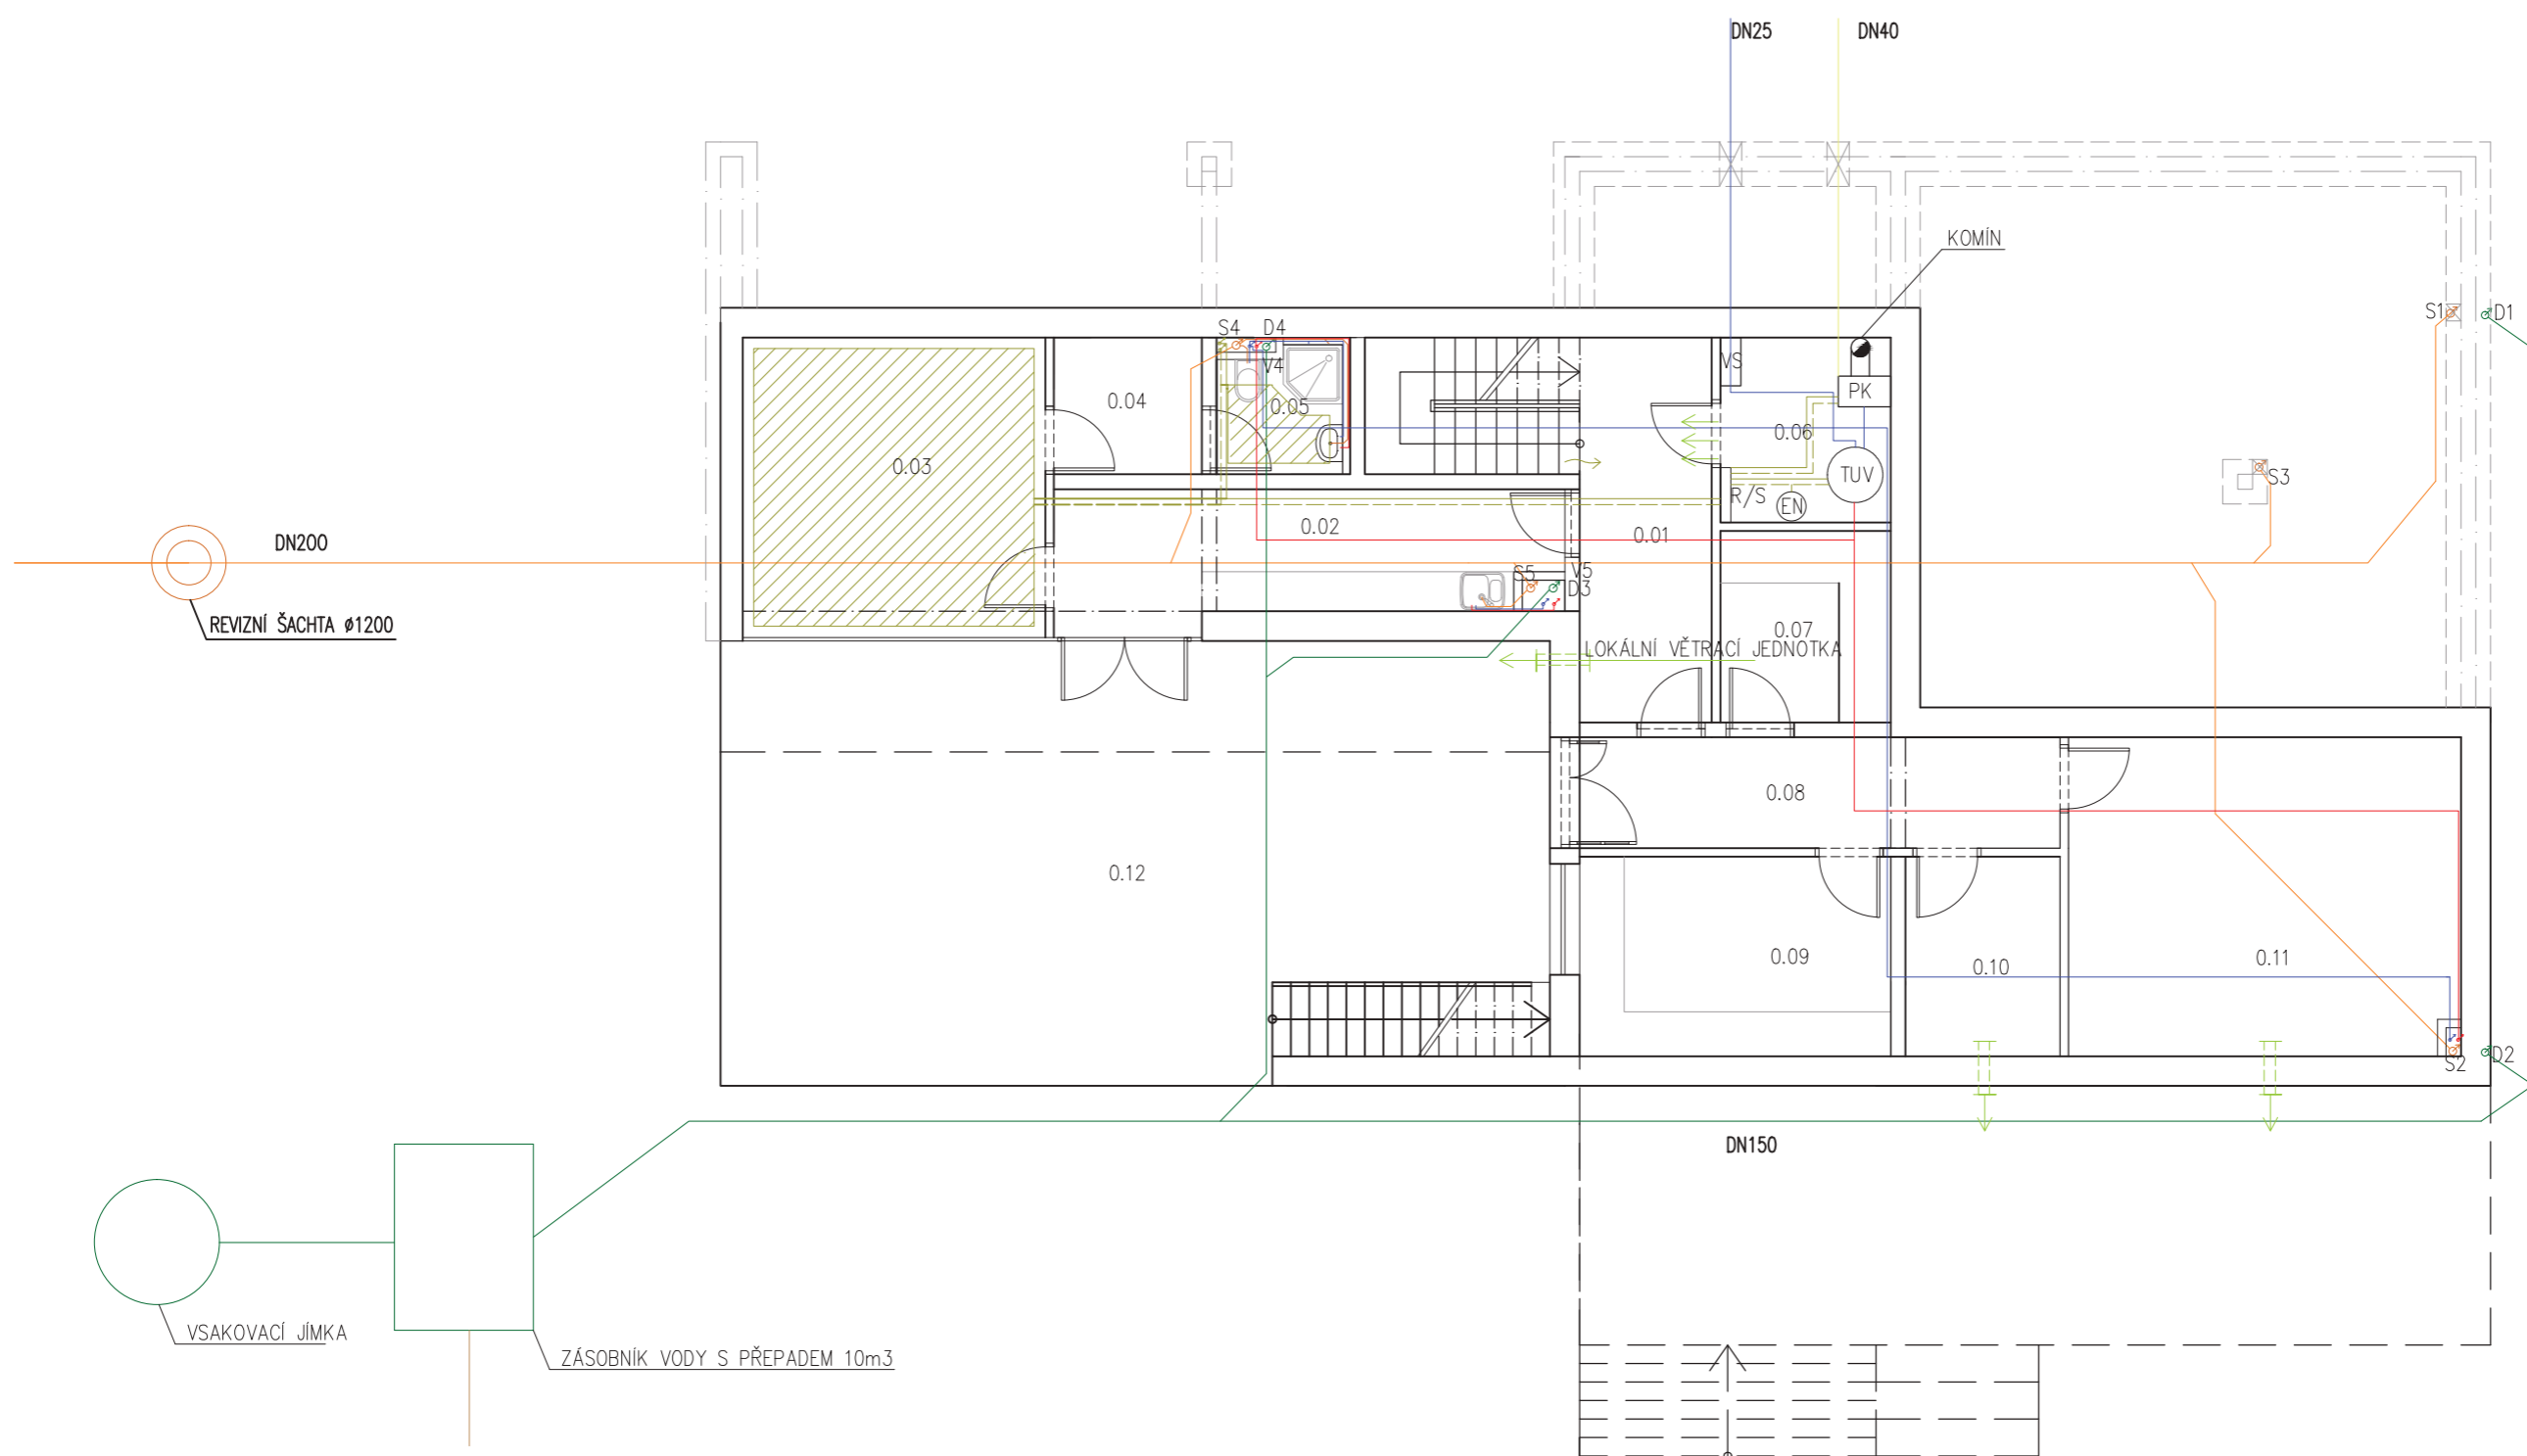 DN25
DN40
KOMÍN
S1
D1
S4
D4
V4
VS
PK
0.04
0.05
0.06
0.03
TUV
S3
R/S
EN
0.02
0.01
DN200
S5
V5
D3
REVIZNÍ ŠACHTA ø1200
0.07
LOKÁLNÍ VĚTRACÍ JEDNOTKA
0.08
0.12
0.09
0.10
0.11
S2
D2
DN150
VSAKOVACÍ JÍMKA
ZÁSOBNÍK VODY S PŘEPADEM 10m3